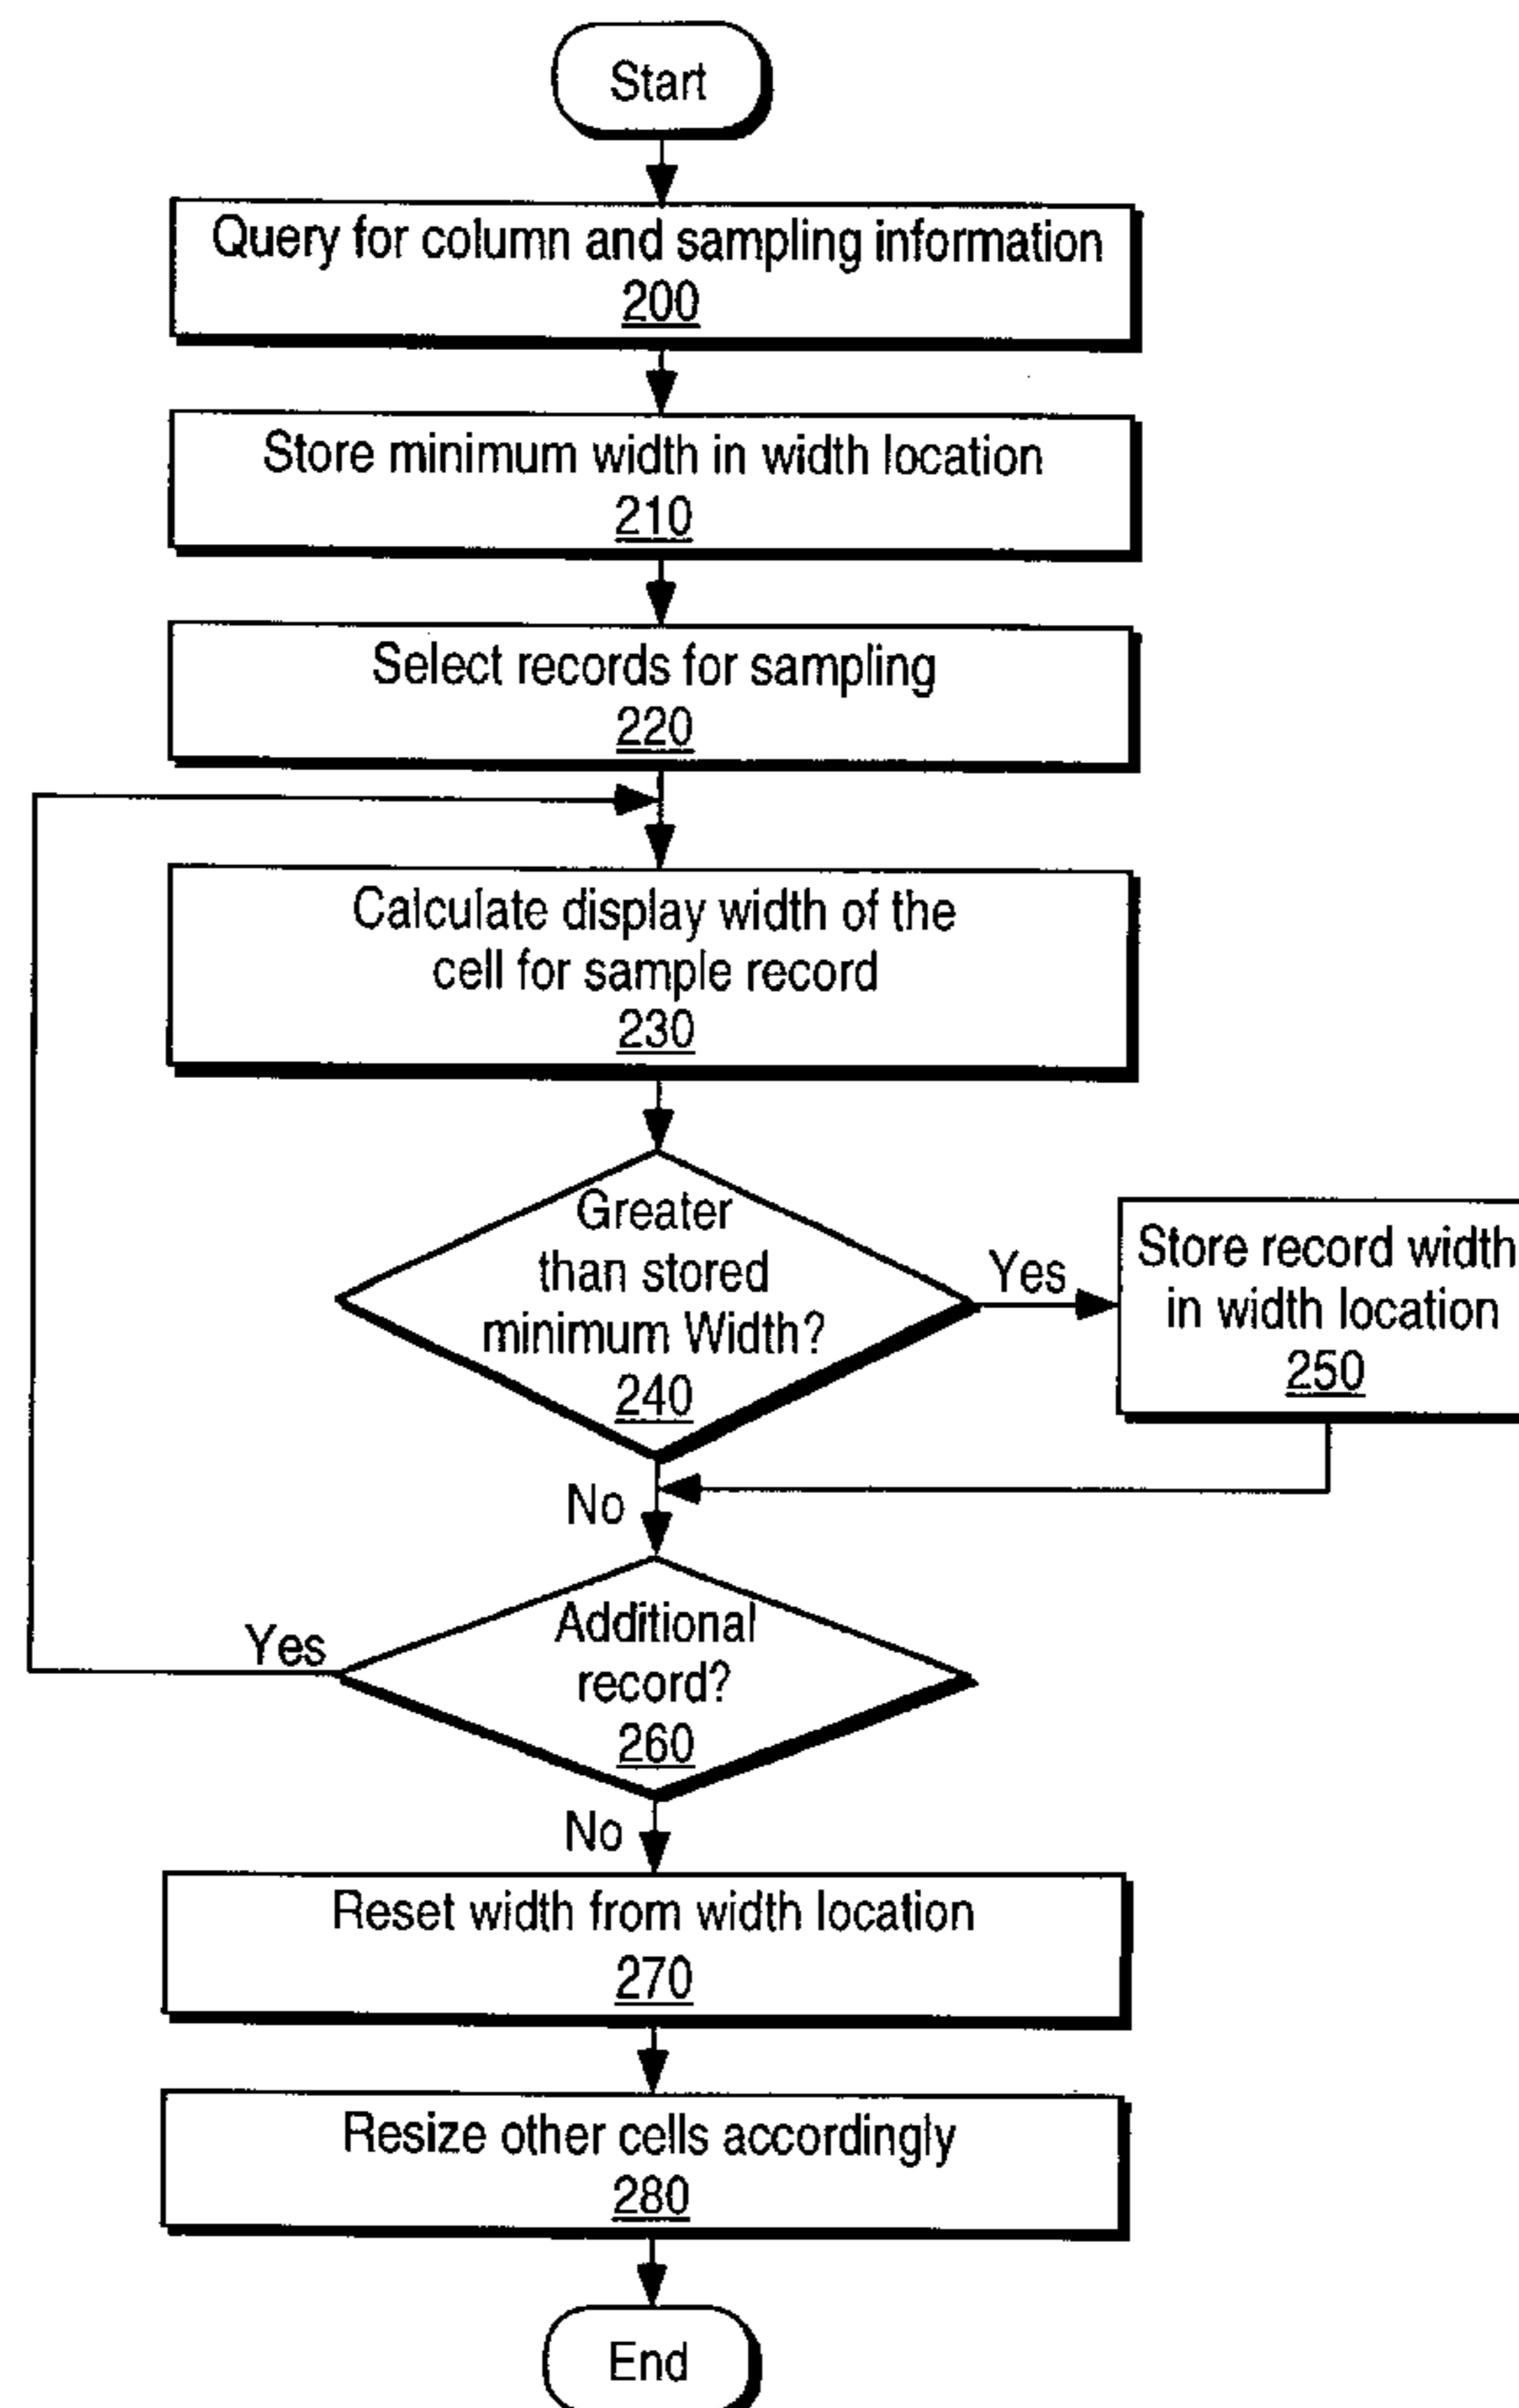 Start
Query for column and sampling information
200
Store minimum width in width location
210
Select records for sampling
220
Calculate display width of the
cell for sample record
230
Greater
than stored
minimum Width?
240
Yes
Store record width
in width location
250
No
Additional
record?
260
Yes
No
Reset width from width location
270
Resize other cells accordingly
280
End